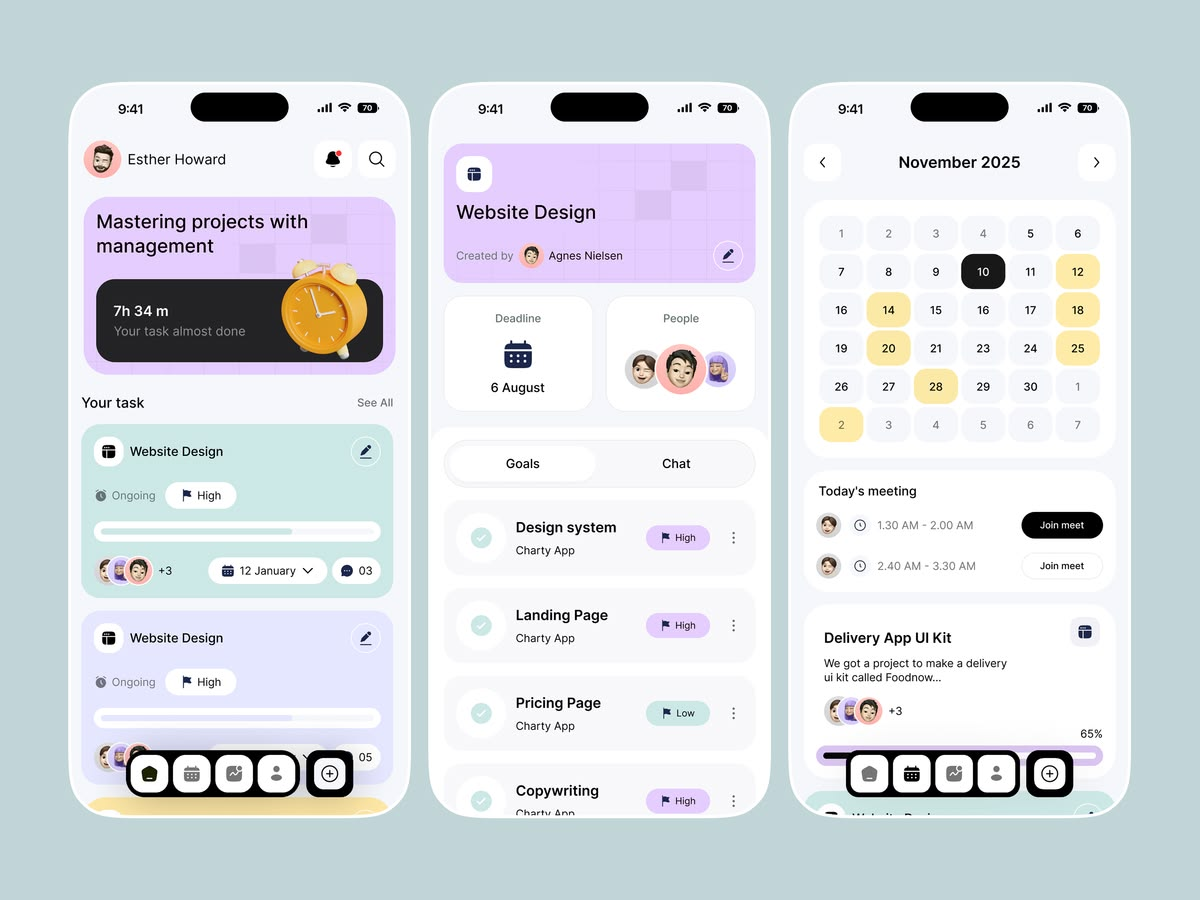 9:41
70
Esther Howard
Mastering projects with
management
7h 34 m
Your task almost done
Your task
See All
Website Design
Ongoing
High
+3
12 January
03
Website Design
Ongoing
High
05
9:41
70
Website Design
Created by
Agnes Nielsen
Deadline
6 August
People
Goals
Chat
Design system
Charty App
High
Landing Page
Charty App
High
Pricing Page
Charty App
Low
Copywriting
Charty App
High
9:41
70
November 2025
1 2 3 4 5 6
7 8 9 10 11 12
16 14 15 16 17 18
19 20 21 23 24 25
26 27 28 29 30 1
2 3 4 5 6 7
Today's meeting
1.30 AM - 2.00 AM
Join meet
2.40 AM - 3.30 AM
Join meet
Delivery App UI Kit
We got a project to make a delivery
ui kit called Foodnow...
+3
65%